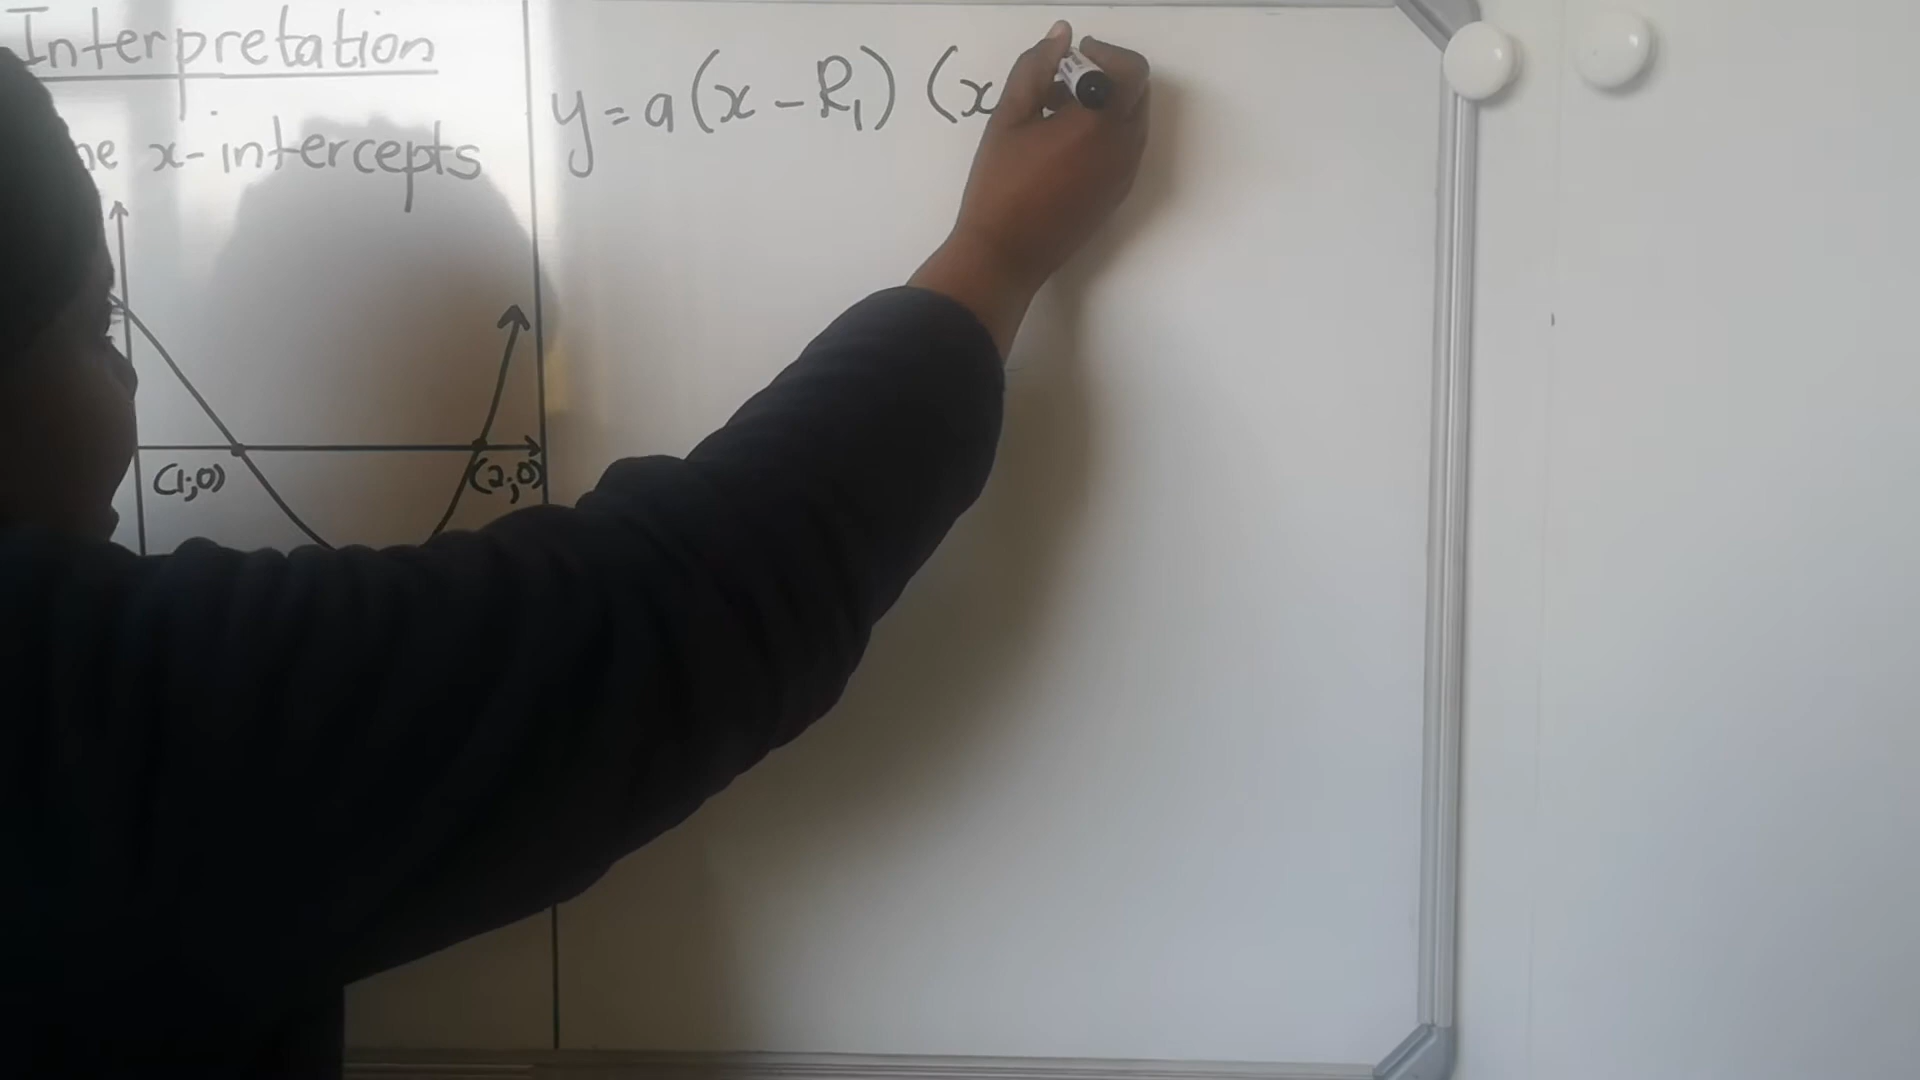 Interpretation
x-intercepts
y = a(x - R₁) (x
(1;0)
(2;0)